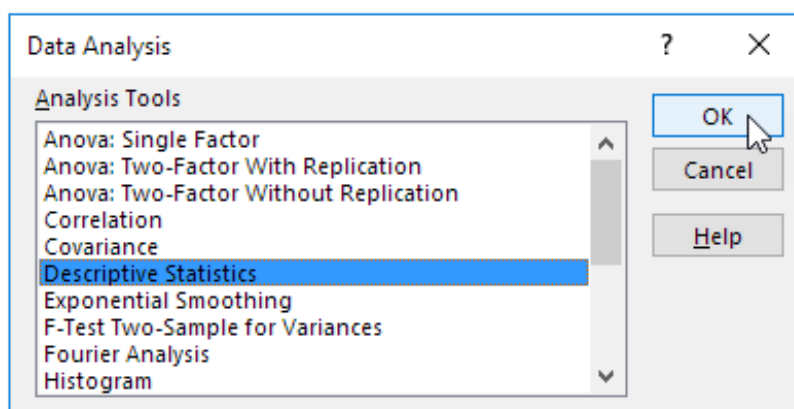 Data Analysis ?
Analysis Tools
Anova: Single Factor
Anova: Two-Factor With Replication
Anova: Two-Factor Without Replication
Correlation
Covariance
Descriptive Statistics
Exponential Smoothing
F-Test Two-Sample for Variances
Fourier Analysis
Histogram
OK
Cancel
Help